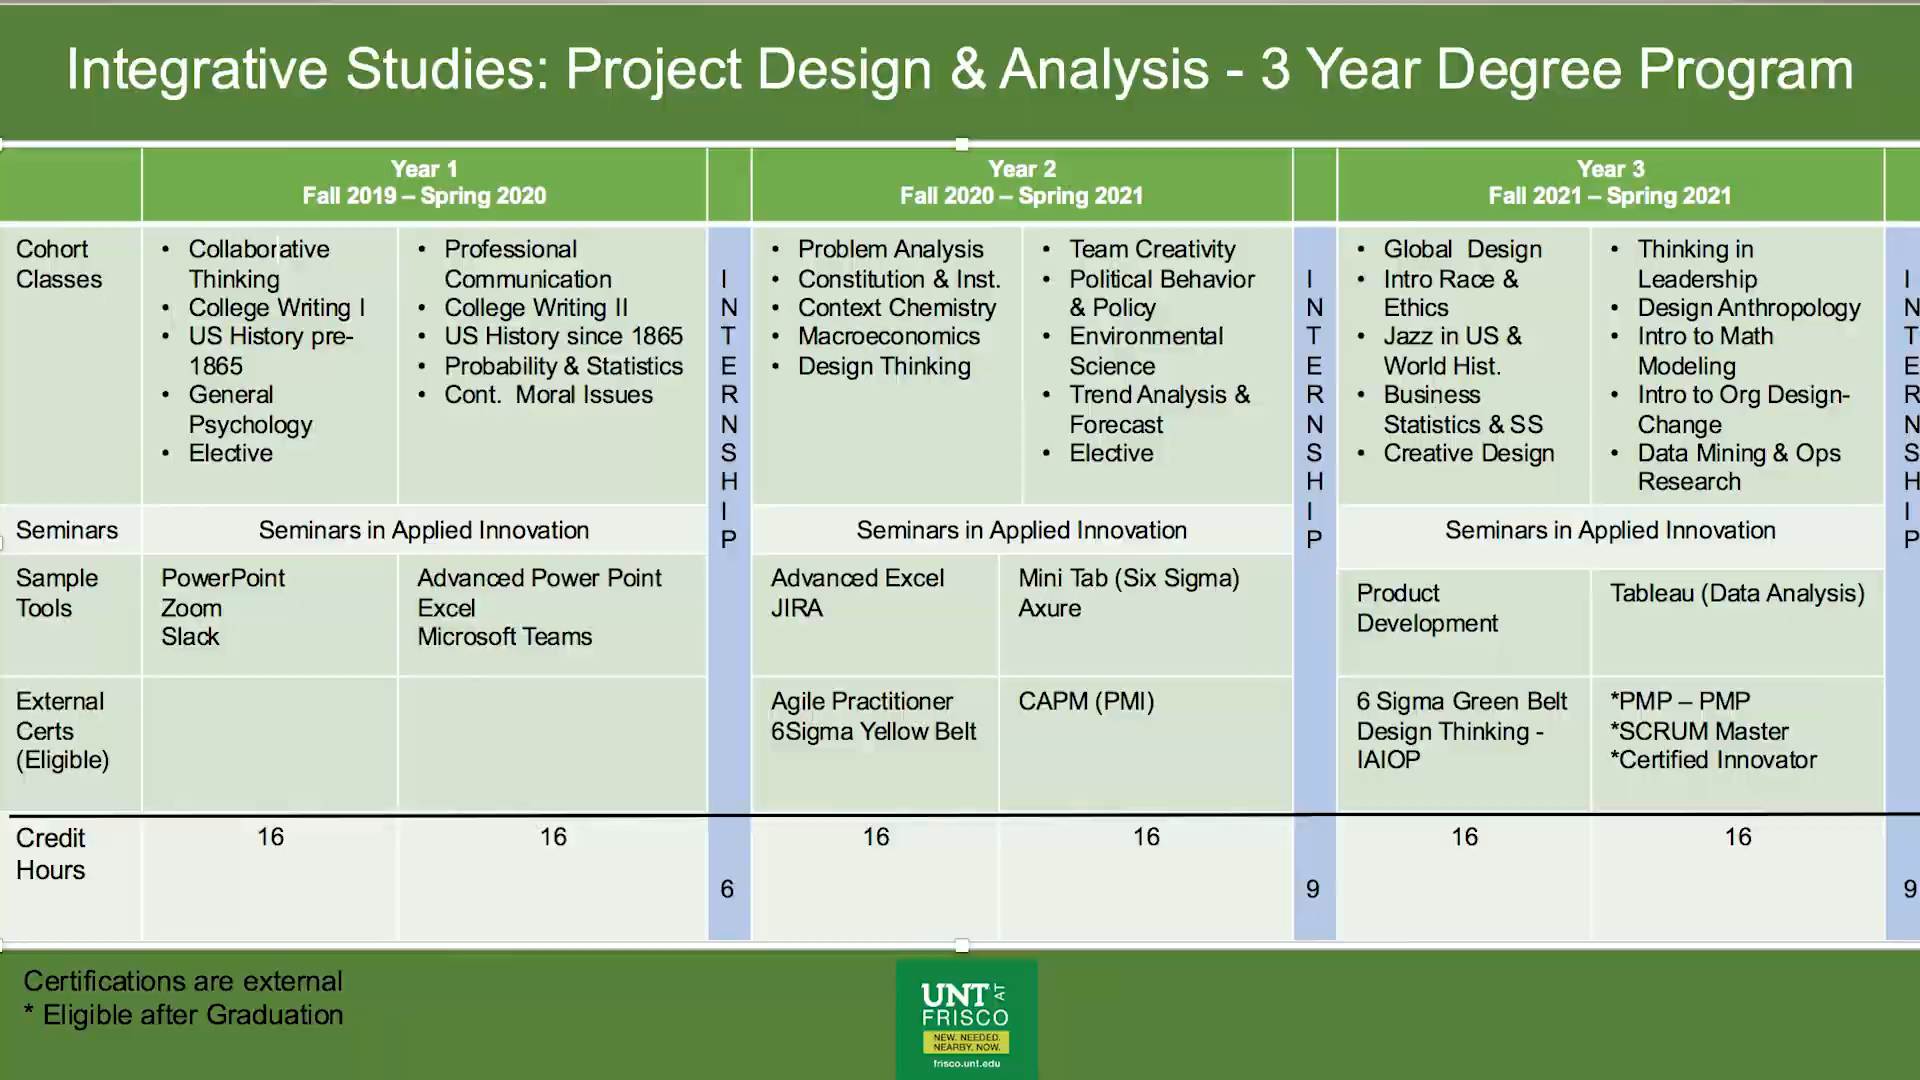 Integrative Studies: Project Design & Analysis - 3 Year Degree Program
Year 1
Fall 2019 – Spring 2020
Year 2
Fall 2020 – Spring 2021
Year 3
Fall 2021 – Spring 2021
Cohort
Classes
• Collaborative
Thinking
• College Writing I
• US History pre-
1865
• General
Psychology
• Elective
• Professional
Communication
• College Writing II
• US History since 1865
• Probability & Statistics
• Cont. Moral Issues
I
N
T
E
R
N
S
H
I
P
• Problem Analysis
• Constitution & Inst.
• Context Chemistry
• Macroeconomics
• Design Thinking
• Team Creativity
• Political Behavior
& Policy
• Environmental
Science
• Trend Analysis &
Forecast
• Elective
I
N
T
E
R
N
S
H
I
P
• Global Design
• Intro Race &
Ethics
• Jazz in US &
World Hist.
• Business
Statistics & SS
• Creative Design
• Thinking in
Leadership
• Design Anthropology
• Intro to Math
Modeling
• Intro to Org Design-
Change
• Data Mining & Ops
Research
I
N
T
E
R
N
S
H
I
P
Seminars
Seminars in Applied Innovation
Seminars in Applied Innovation
Seminars in Applied Innovation
Sample
Tools
PowerPoint
Zoom
Slack
Advanced Power Point
Excel
Microsoft Teams
Advanced Excel
JIRA
Mini Tab (Six Sigma)
Axure
Product
Development
Tableau (Data Analysis)
External
Certs
(Eligible)
Agile Practitioner
6Sigma Yellow Belt
CAPM (PMI)
6 Sigma Green Belt
Design Thinking -
IAIOP
*PMP – PMP
*SCRUM Master
*Certified Innovator
Credit
Hours
16
16
6
16
16
9
16
16
9
Certifications are external
* Eligible after Graduation
UNT AT
FRISCO
NEW. NEEDED.
NEARBY. NOW.
frisco.unt.edu